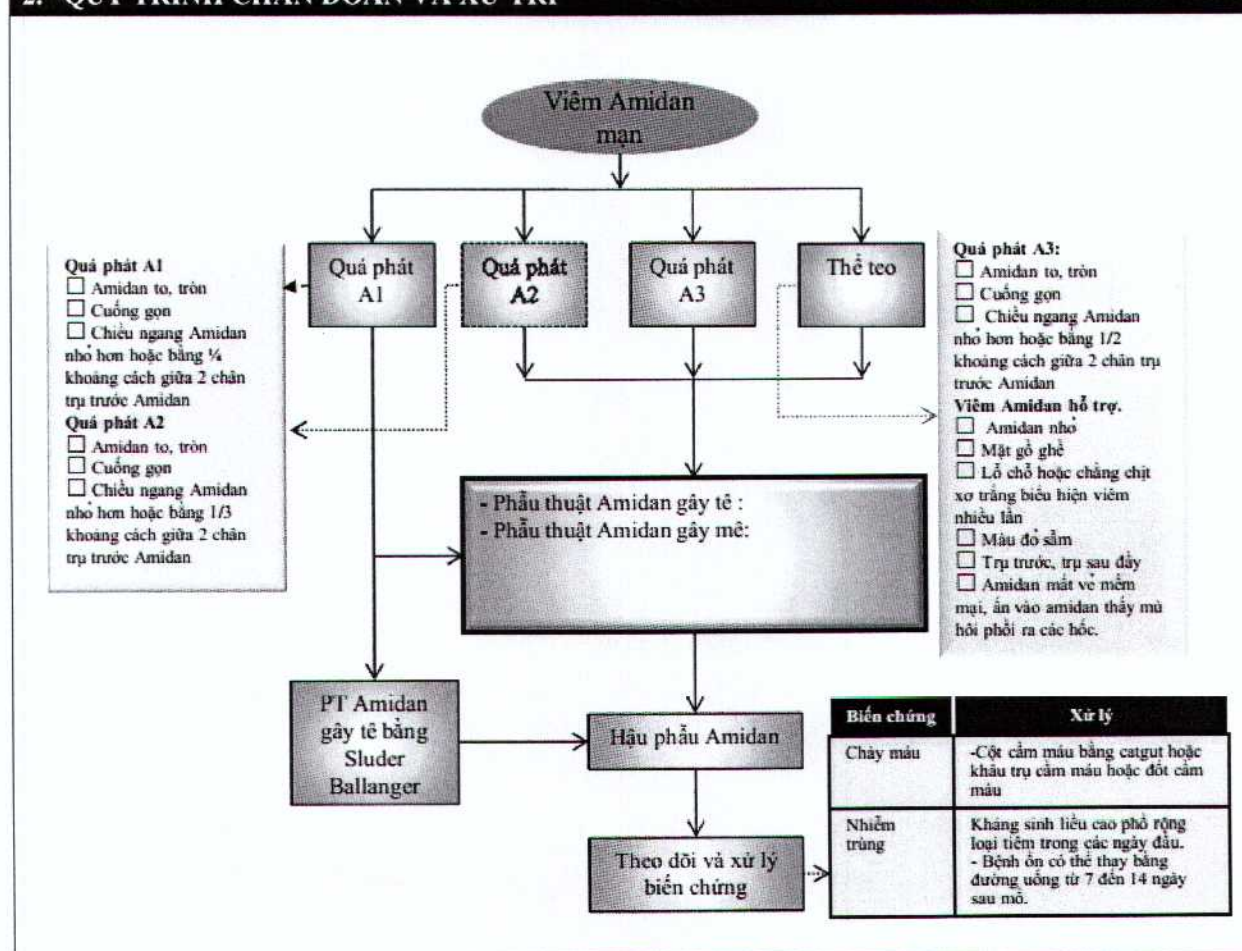 2. QUY TRÌNH CHẨN ĐOÁN VÀ XỬ TRÍ
Viêm Amidan
mạn
Quá phát
A1
Quá phát
A2
Quá phát
A3
Thể teo
Quá phát A1
☐ Amidan to, tròn
☐ Cuống gọn
☐ Chiều ngang Amidan
nhỏ hơn hoặc bằng ¼
khoảng cách giữa 2 chân
trụ trước Amidan
Quá phát A2
☐ Amidan to, tròn
☐ Cuống gọn
☐ Chiều ngang Amidan
nhỏ hơn hoặc bằng 1/3
khoảng cách giữa 2 chân
trụ trước Amidan
Quá phát A3:
☐ Amidan to, tròn
☐ Cuống gọn
☐ Chiều ngang Amidan
nhỏ hơn hoặc bằng 1/2
khoảng cách giữa 2 chân trụ
trước Amidan
Viêm Amidan hỗ trợ.
☐ Amidan nhỏ
☐ Mặt gồ ghề
☐ Lỗ chỗ hoặc chằng chịt
xơ trắng biểu hiện viêm
nhiều lần
☐ Màu đỏ sẫm
☐ Trụ trước, trụ sau đầy
☐ Amidan mất vẻ mềm
mại, ấn vào amidan thấy mủ
hôi phòi ra các hốc.
- Phẫu thuật Amidan gây tê :
- Phẫu thuật Amidan gây mê:
PT Amidan
gây tê bằng
Sluder
Ballanger
Hậu phẫu Amidan
Theo dõi và xử lý
biến chứng
Biến chứng Xử lý
Chảy máu -Cột cầm máu bằng catgut hoặc
khâu trụ cầm máu hoặc đốt cầm
máu
Nhiễm Kháng sinh liều cao phổ rộng
trùng loại tiêm trong các ngày đầu.
- Bệnh ổn có thể thay bằng
đường uống từ 7 đến 14 ngày
sau mổ.